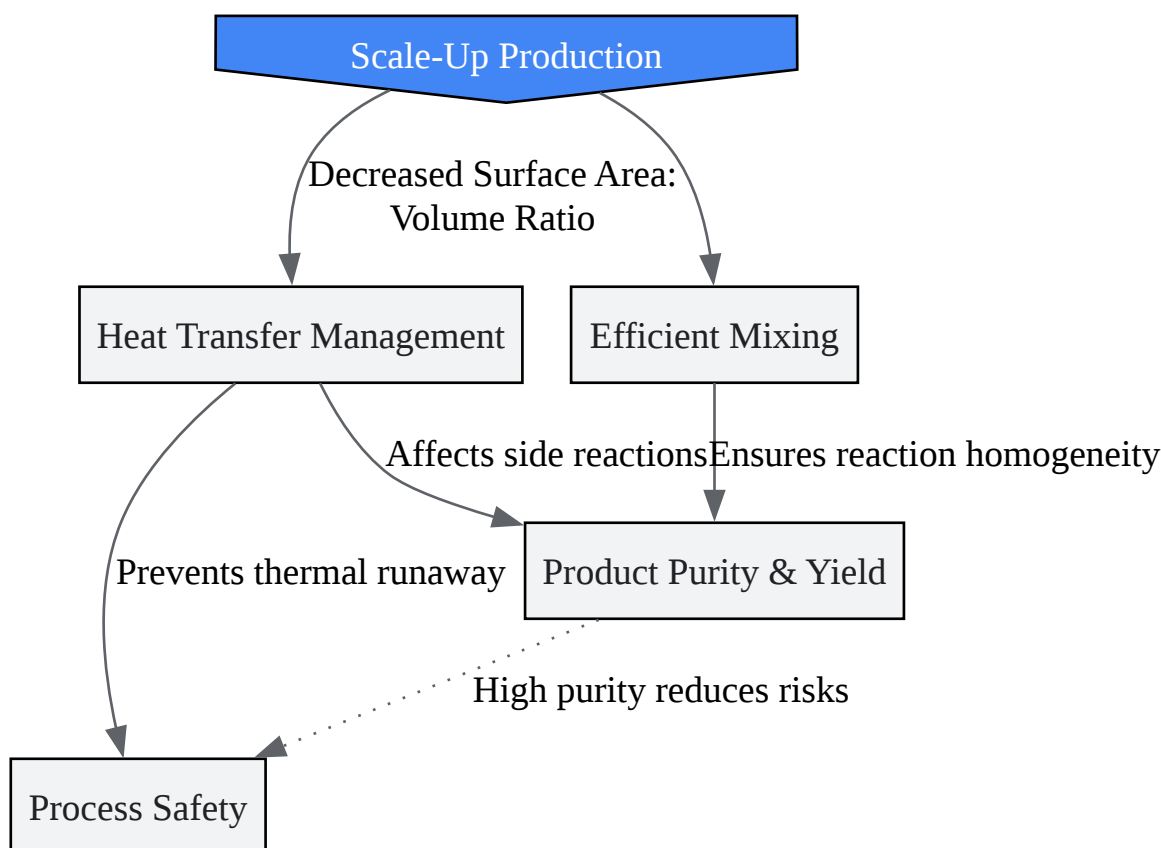 Scale-Up Production
Decreased Surface Area:
Volume Ratio
Heat Transfer Management
Efficient Mixing
Affects side reactions
Ensures reaction homogeneity
Prevents thermal runaway
Product Purity & Yield
High purity reduces risks
Process Safety